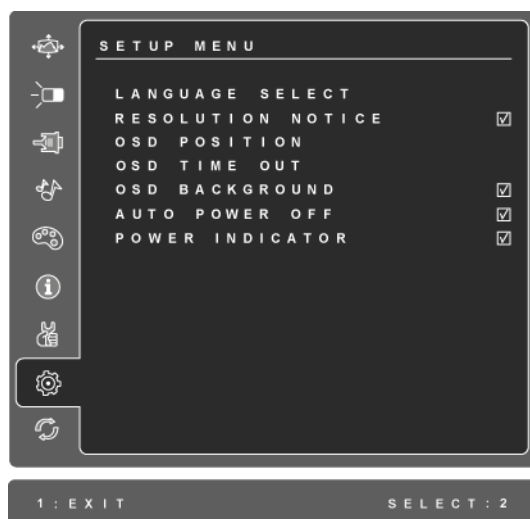 SETUP MENU
LANGUAGE SELECT
RESOLUTION NOTICE
OSD POSITION
OSD TIME OUT
OSD BACKGROUND
AUTO POWER OFF
POWER INDICATOR
1:EXIT SELECT:2